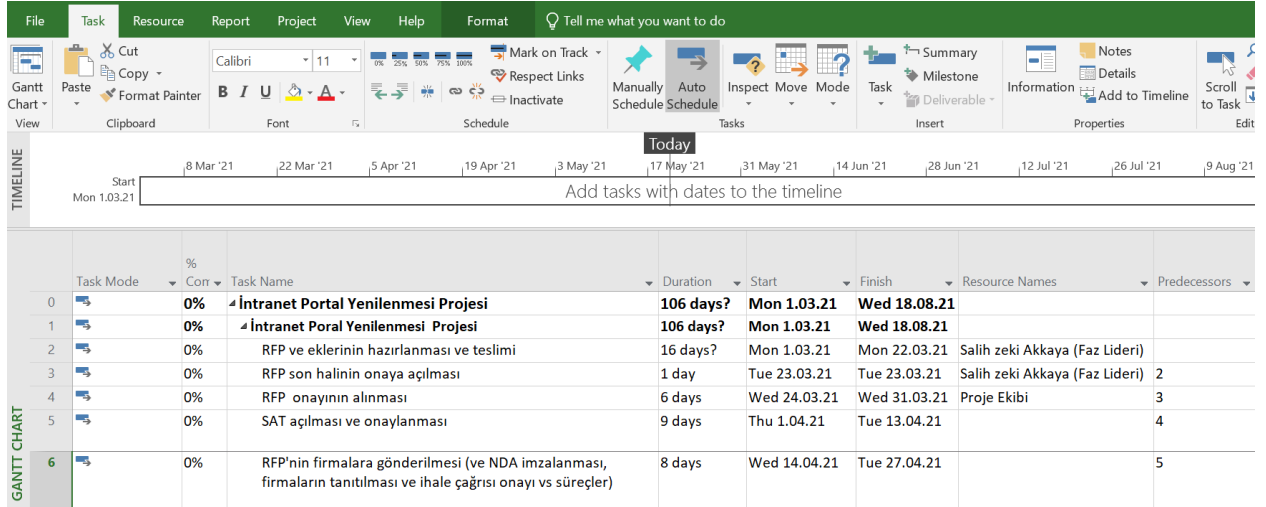 File Task Resource Report Project View Help Format Tell me what you want to do
Cut
Copy
Format Painter
Paste
Gantt
Chart
View
Clipboard
Calibri 11
B I U A
Font
0% 25% 50% 75% 100%
Mark on Track
Respect Links
Inactivate
Schedule
Manually
Schedule
Auto
Schedule
Inspect Move Mode
Tasks
Task
Summary
Milestone
Deliverable
Insert
Information
Notes
Details
Add to Timeline
Properties
Scroll
to Task
Edit
TIMELINE
Today
8 Mar '21 22 Mar '21 5 Apr '21 19 Apr '21 3 May '21 17 May '21 31 May '21 14 Jun '21 28 Jun '21 12 Jul '21 26 Jul '21 9 Aug '21
Start
Mon 1.03.21
Add tasks with dates to the timeline
GANTT CHART
%
Task Mode Com Task Name Duration Start Finish Resource Names Predecessors
0 0% İntranet Portal Yenilenmesi Projesi 106 days? Mon 1.03.21 Wed 18.08.21
1 0% İntranet Poral Yenilenmesi Projesi 106 days? Mon 1.03.21 Wed 18.08.21
2 0% RFP ve eklerinin hazırlanması ve teslimi 16 days? Mon 1.03.21 Mon 22.03.21 Salih zeki Akkaya (Faz Lideri)
3 0% RFP son halinin onaya açılması 1 day Tue 23.03.21 Tue 23.03.21 Salih zeki Akkaya (Faz Lideri) 2
4 0% RFP onayının alınması 6 days Wed 24.03.21 Wed 31.03.21 Proje Ekibi 3
5 0% SAT açılması ve onaylanması 9 days Thu 1.04.21 Tue 13.04.21 4
6 0% RFP'nin firmalara gönderilmesi (ve NDA imzalanması, 8 days Wed 14.04.21 Tue 27.04.21 5
firmaların tanıtılması ve ihale çağrısı onayı vs süreçler)